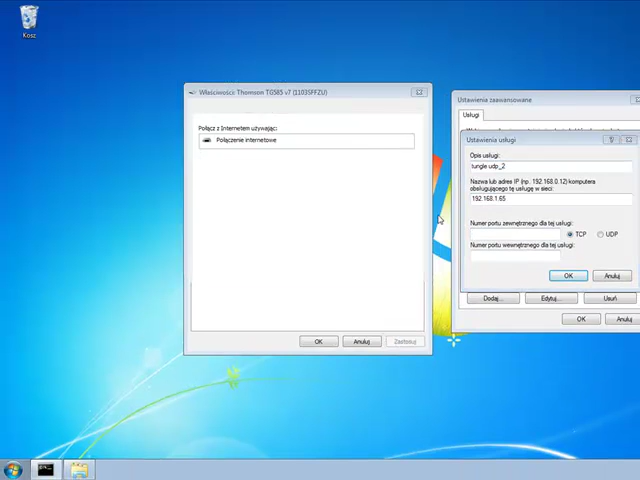 Kosz
Właściwości: Thomson TG585 v7 (1103SFFZU)
Połącz z Internetem używając:
Połączenie internetowe
OK
Anuluj
Zastosuj
Ustawienia zaawansowane
Usługi
Ustawienia usługi
Opis usługi:
tungle udp_2
Nazwa lub adres IP (np. 192.168.0.12) komputera
obsługującego tę usługę w sieci:
192.168.1.65
Numer portu zewnętrznego dla tej usługi:
TCP
UDP
Numer portu wewnętrznego dla tej usługi:
OK
Anuluj
Dodaj...
Edytuj...
Usuń
OK
Anuluj